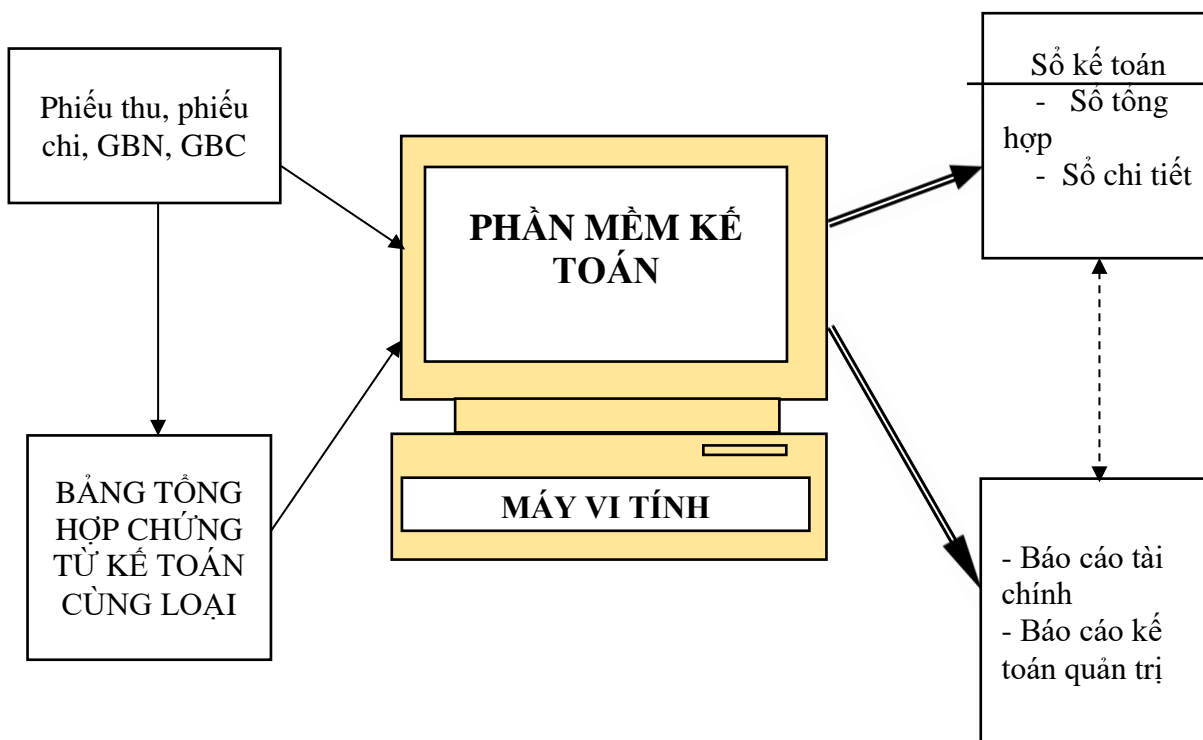 Phiếu thu, phiếu
chi, GBN, GBC
BẢNG TỔNG
HỢP CHỨNG
TỪ KẾ TOÁN
CÙNG LOẠI
PHẦN MỀM KẾ
TOÁN
MÁY VI TÍNH
Sổ kế toán
- Sổ tổng
hợp
- Sổ chi tiết
- Báo cáo tài
chính
- Báo cáo kế
toán quản trị